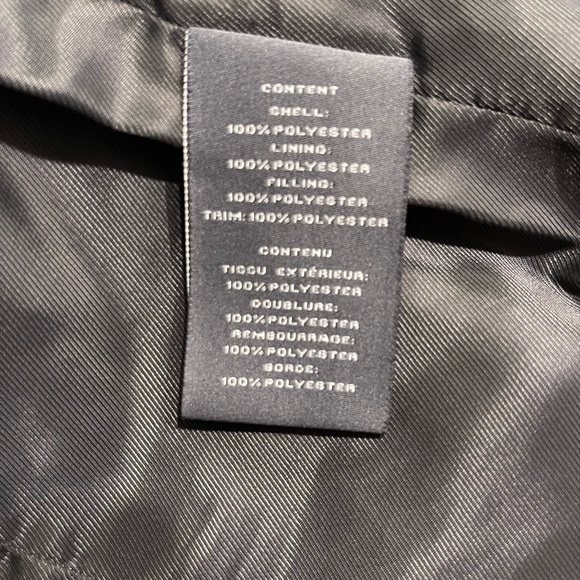 CONTENT
SHELL:
100% POLYESTER
LINING:
100% POLYESTER
FILLING:
100% POLYESTER
TRIM: 100% POLYESTER
CONTENU
TISSU EXTÉRIEUR:
100% POLYESTER
DOUBLURE:
100% POLYESTER
REMBOURRAGE:
100% POLYESTER
BORDE:
100% POLYESTER